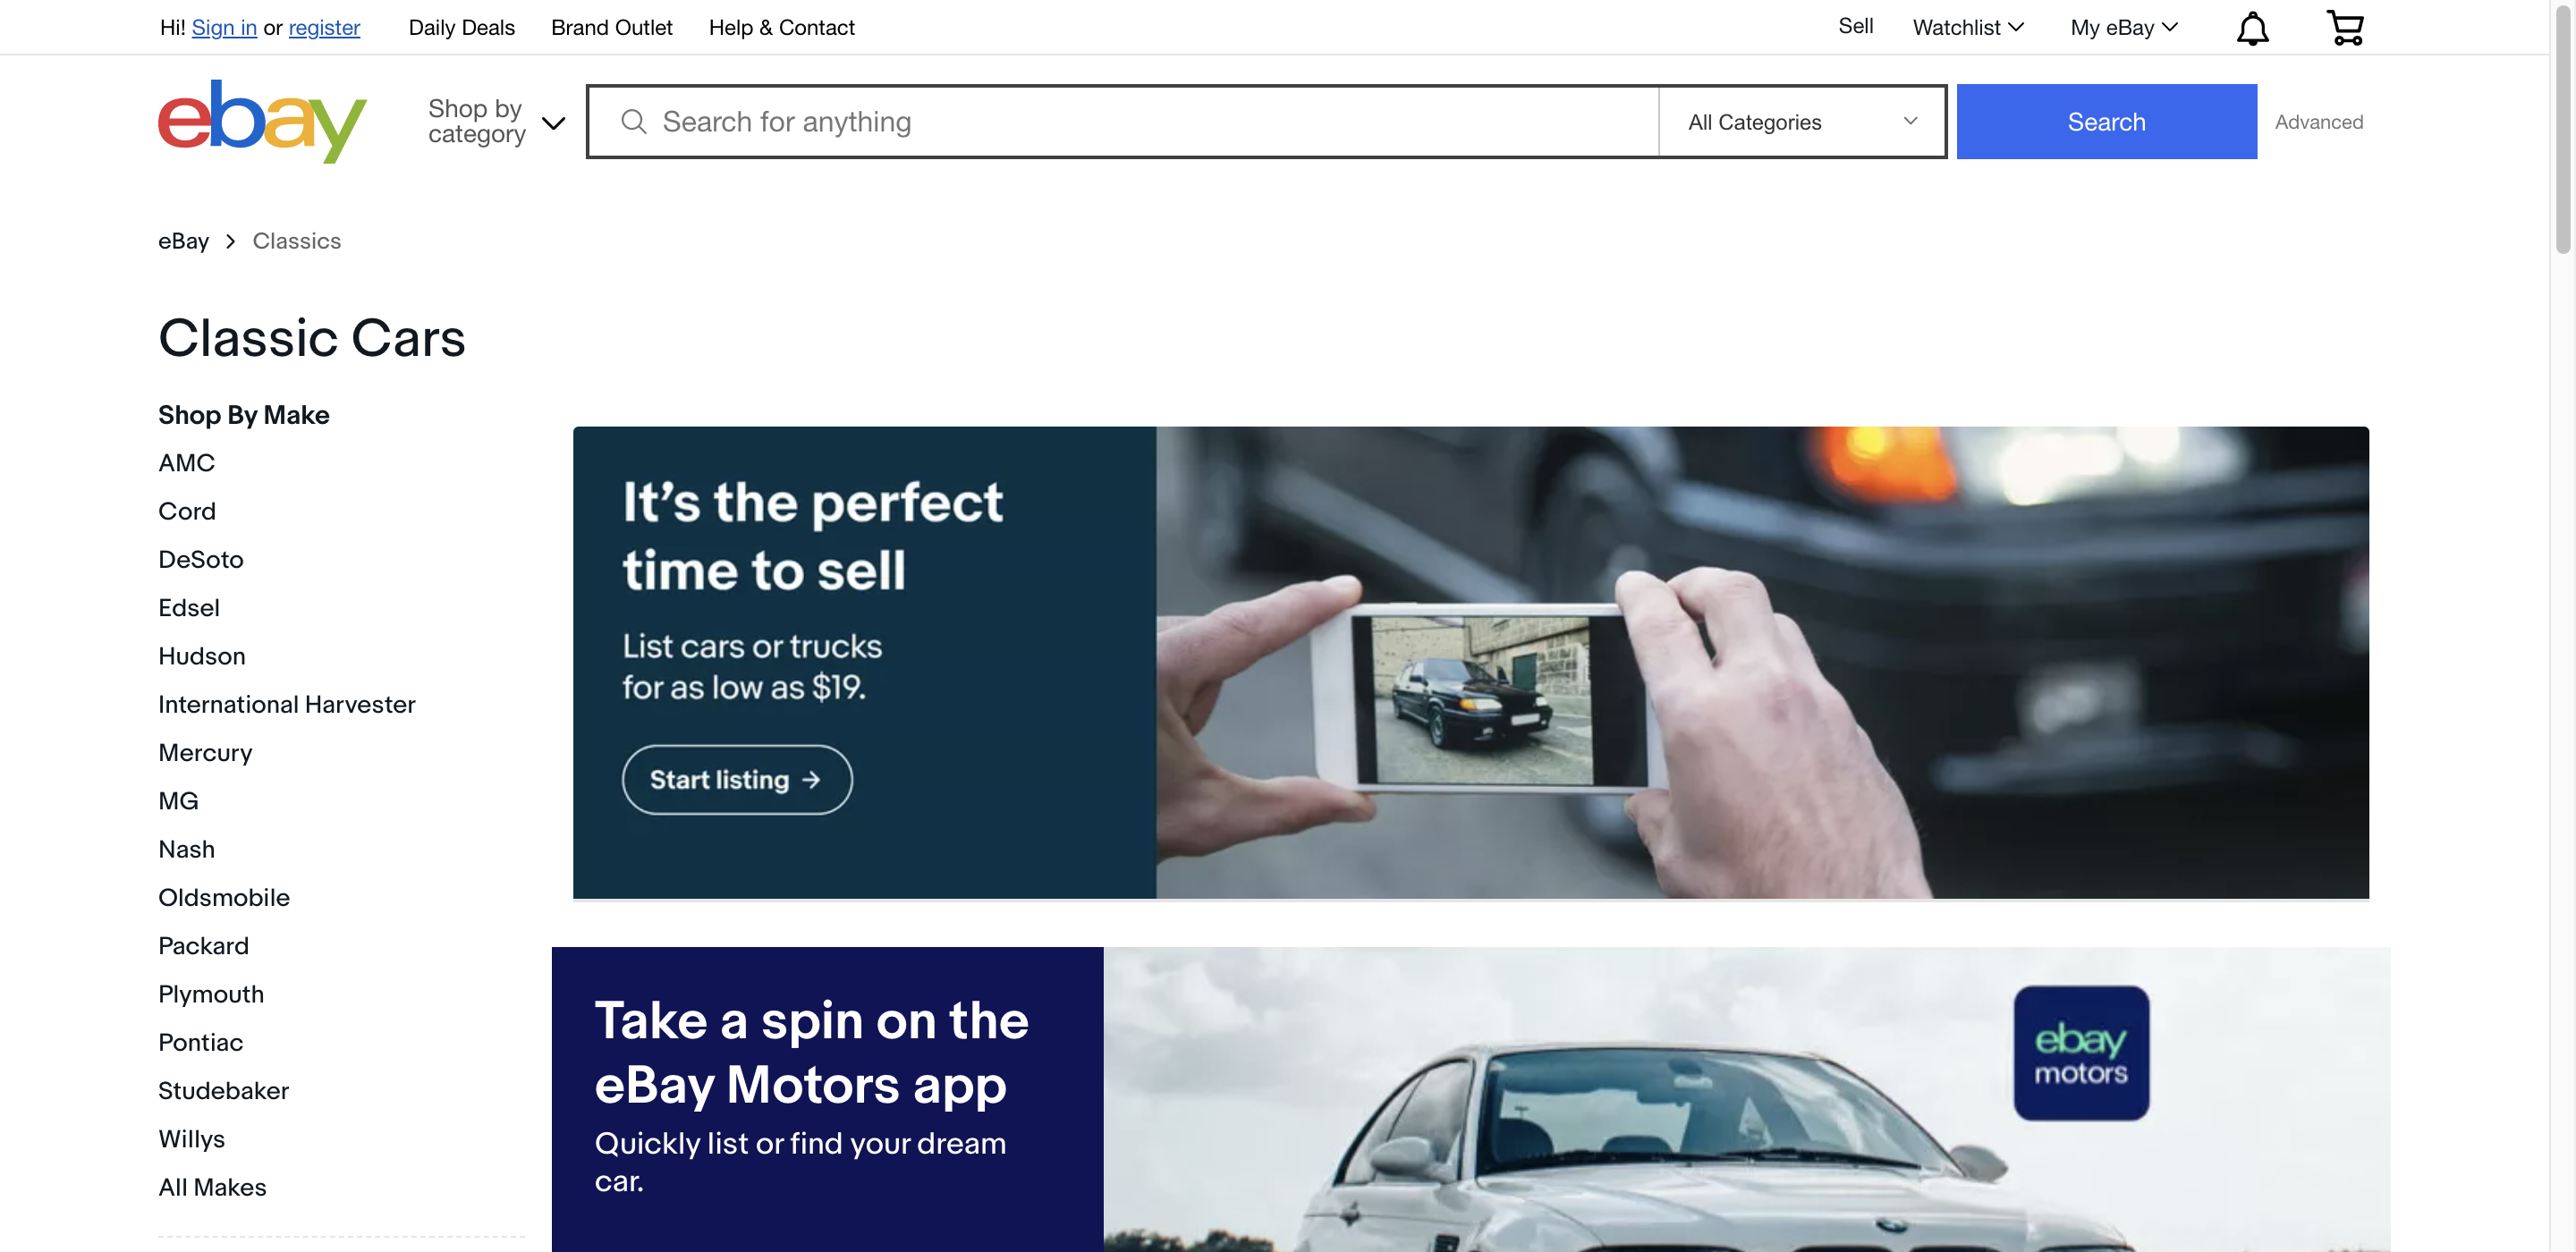 Hi! Sign in or register
Daily Deals
Brand Outlet
Help & Contact
Sell
Watchlist
My eBay
ebay
Shop by
category
Search for anything
All Categories
Search
Advanced
eBay
Classics
Classic Cars
Shop By Make
AMC
Cord
DeSoto
Edsel
Hudson
International Harvester
Mercury
MG
Nash
Oldsmobile
Packard
Plymouth
Pontiac
Studebaker
Willys
All Makes
It’s the perfect
time to sell
List cars or trucks
for as low as $19.
Start listing
Take a spin on the
eBay Motors app
Quickly list or find your dream
car.
ebay
motors